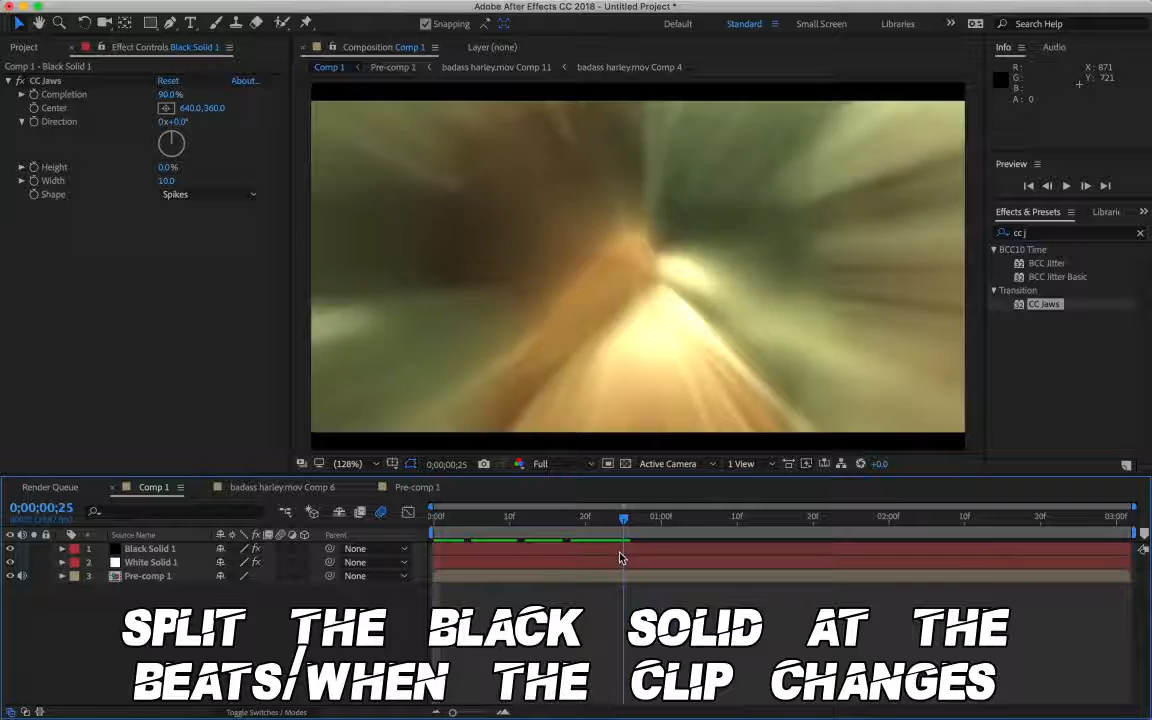 Adobe After Effects CC 2018 - Untitled Project *
Snapping
Default
Standard
Small Screen
Libraries
Search Help
Project
Effect Controls Black Solid 1
Composition Comp 1
Layer (none)
Info
Audio
Comp 1 - Black Solid 1
Comp 1
Pre-comp 1
badass harley.mov Comp 11
badass harley.mov Comp 4
R :
G :
B :
A : 0
X : 871
Y : 721
fx CC Jaws
Reset
About...
Completion
90.0%
Center
640.0,360.0
Direction
0x+0.0°
Height
0.0%
Width
10.0
Shape
Spikes
Preview
Effects & Presets
Librari
cc j
BCC10 Time
BCC Jitter
BCC Jitter Basic
Transition
CC Jaws
(128%)
0;00;00;25
Full
Active Camera
1 View
+0.0
Render Queue
Comp 1
badass harley.mov Comp 6
Pre-comp 1
0;00;00;25
:00f
10f
20f
01:00f
10f
20f
02:00f
10f
20f
03:00f
#
Source Name
Parent
1
Black Solid 1
fx
None
2
White Solid 1
fx
None
3
Pre-comp 1
None
SPLIT THE BLACK SOLID AT THE
BEATS/WHEN THE CLIP CHANGES
Toggle Switches / Modes